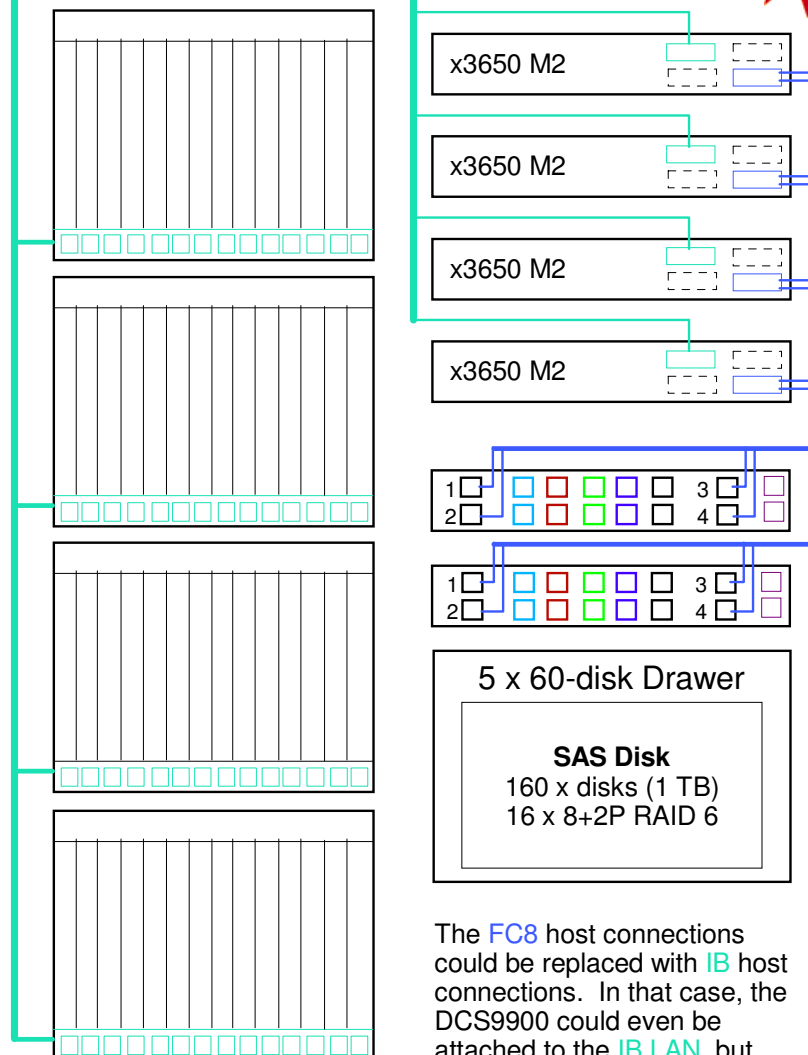 x3650 M2
x3650 M2
x3650 M2
x3650 M2
1 3
2 4
1 3
2 4
5 x 60-disk Drawer
SAS Disk
160 x disks (1 TB)
16 x 8+2P RAID 6
The FC8 host connections
could be replaced with IB host
connections. In that case, the
DCS9900 could even be
attached to the IB LAN, but